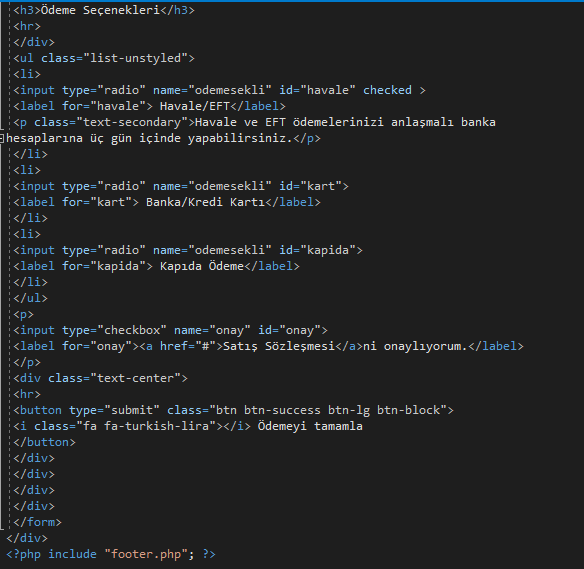 <h3>Ödeme Seçenekleri</h3>
<hr>
</div>
<ul class="list-unstyled">
<li>
<input type="radio" name="odemesekli" id="havale" checked >
<label for="havale"> Havale/EFT</label>
<p class="text-secondary">Havale ve EFT ödemelerinizi anlaşmalı banka
hesaplarına üç gün içinde yapabilirsiniz.</p>
</li>
<li>
<input type="radio" name="odemesekli" id="kart">
<label for="kart"> Banka/Kredi Kartı</label>
</li>
<li>
<input type="radio" name="odemesekli" id="kapida">
<label for="kapida"> Kapıda Ödeme</label>
</li>
</ul>
<p>
<input type="checkbox" name="onay" id="onay">
<label for="onay"><a href="#">Satış Sözleşmesi</a>ni onaylıyorum.</label>
</p>
<div class="text-center">
<hr>
<button type="submit" class="btn btn-success btn-lg btn-block">
<i class="fa fa-turkish-lira"></i> Ödemeyi tamamla
</button>
</div>
</div>
</div>
</div>
</form>
</div>
<?php include "footer.php"; ?>